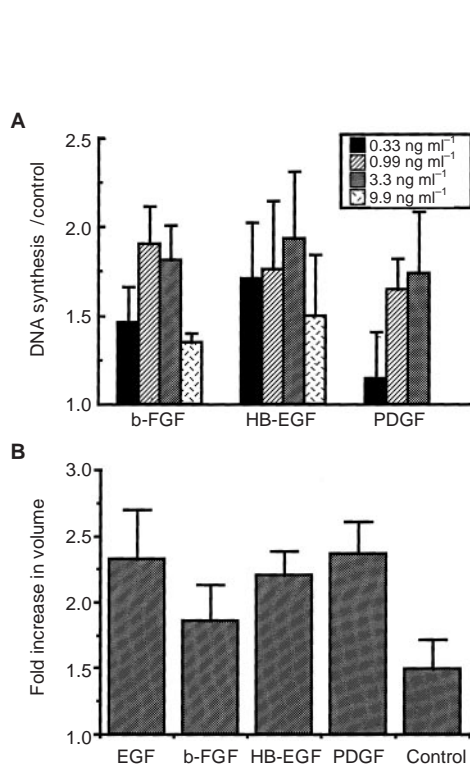 A
2.5
2.0
1.5
1.0
DNA synthesis /control
0.33 ng ml⁻¹
0.99 ng ml⁻¹
3.3 ng ml⁻¹
9.9 ng ml⁻¹
b-FGF HB-EGF PDGF
B
3.0
2.5
2.0
1.5
1.0
Fold increase in volume
EGF b-FGF HB-EGF PDGF Control